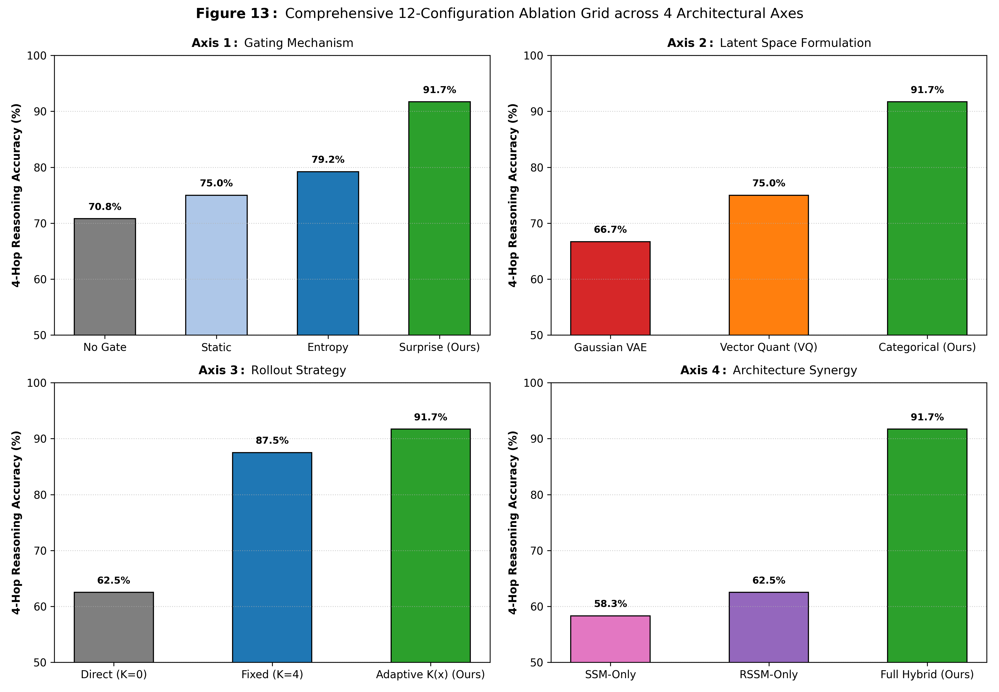 Figure 13: Comprehensive 12-Configuration Ablation Grid across 4 Architectural Axes
Axis 1: Gating Mechanism
4-Hop Reasoning Accuracy (%)
100
90
80
70
60
50
70.8%
75.0%
79.2%
91.7%
No Gate
Static
Entropy
Surprise (Ours)
Axis 2: Latent Space Formulation
4-Hop Reasoning Accuracy (%)
100
90
80
70
60
50
66.7%
75.0%
91.7%
Gaussian VAE
Vector Quant (VQ)
Categorical (Ours)
Axis 3: Rollout Strategy
4-Hop Reasoning Accuracy (%)
100
90
80
70
60
50
62.5%
87.5%
91.7%
Direct (K=0)
Fixed (K=4)
Adaptive K(x) (Ours)
Axis 4: Architecture Synergy
4-Hop Reasoning Accuracy (%)
100
90
80
70
60
50
58.3%
62.5%
91.7%
SSM-Only
RSSM-Only
Full Hybrid (Ours)